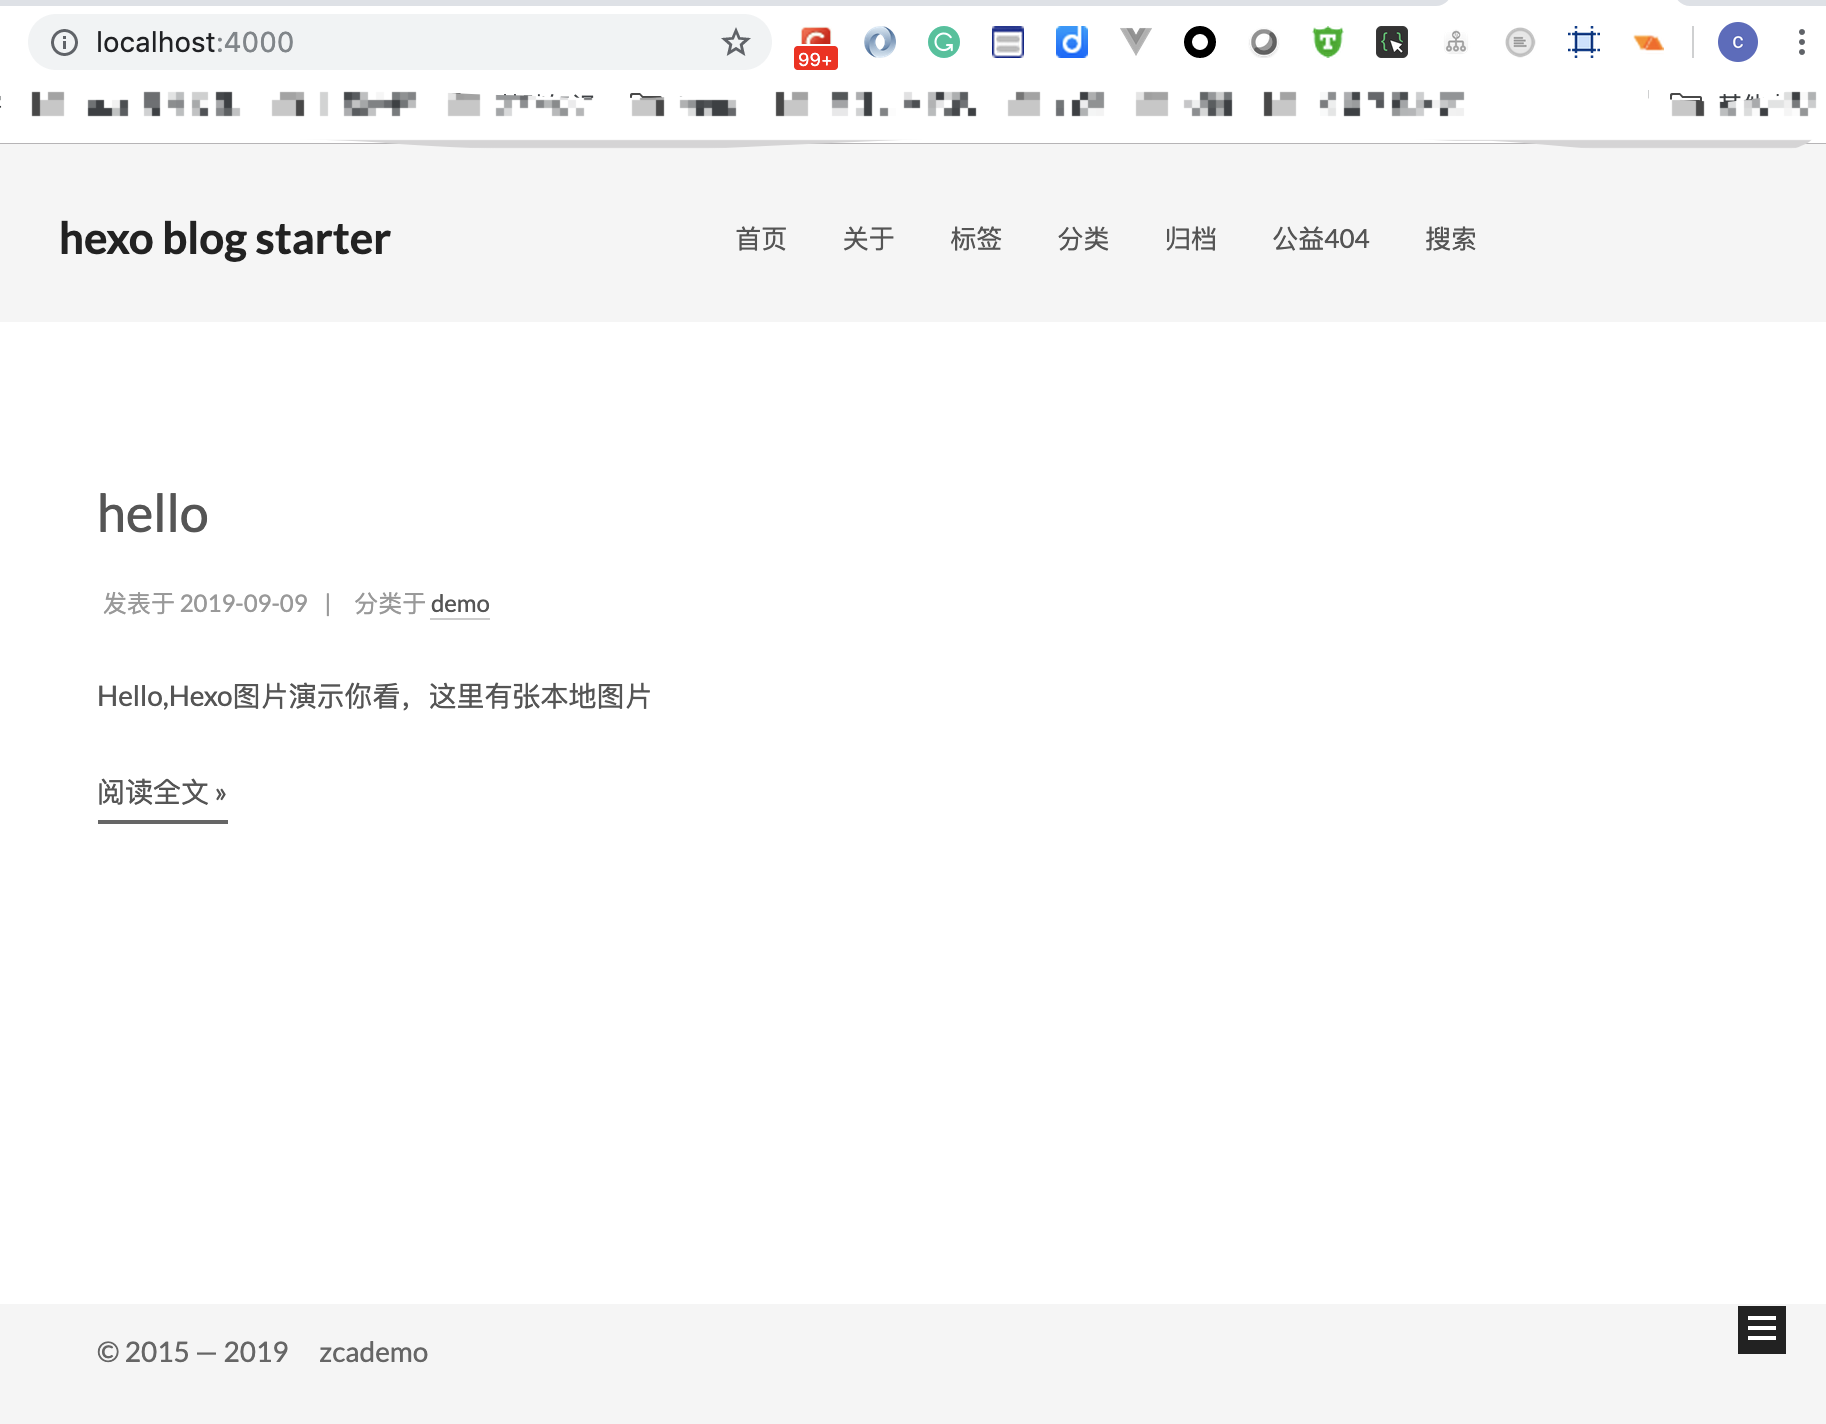 localhost:4000
99+
c
hexo blog starter
首页 关于 标签 分类 归档 公益404 搜索
hello
发表于 2019-09-09 | 分类于 demo
Hello,Hexo图片演示你看，这里有张本地图片
阅读全文 »
© 2015 — 2019 zcademo